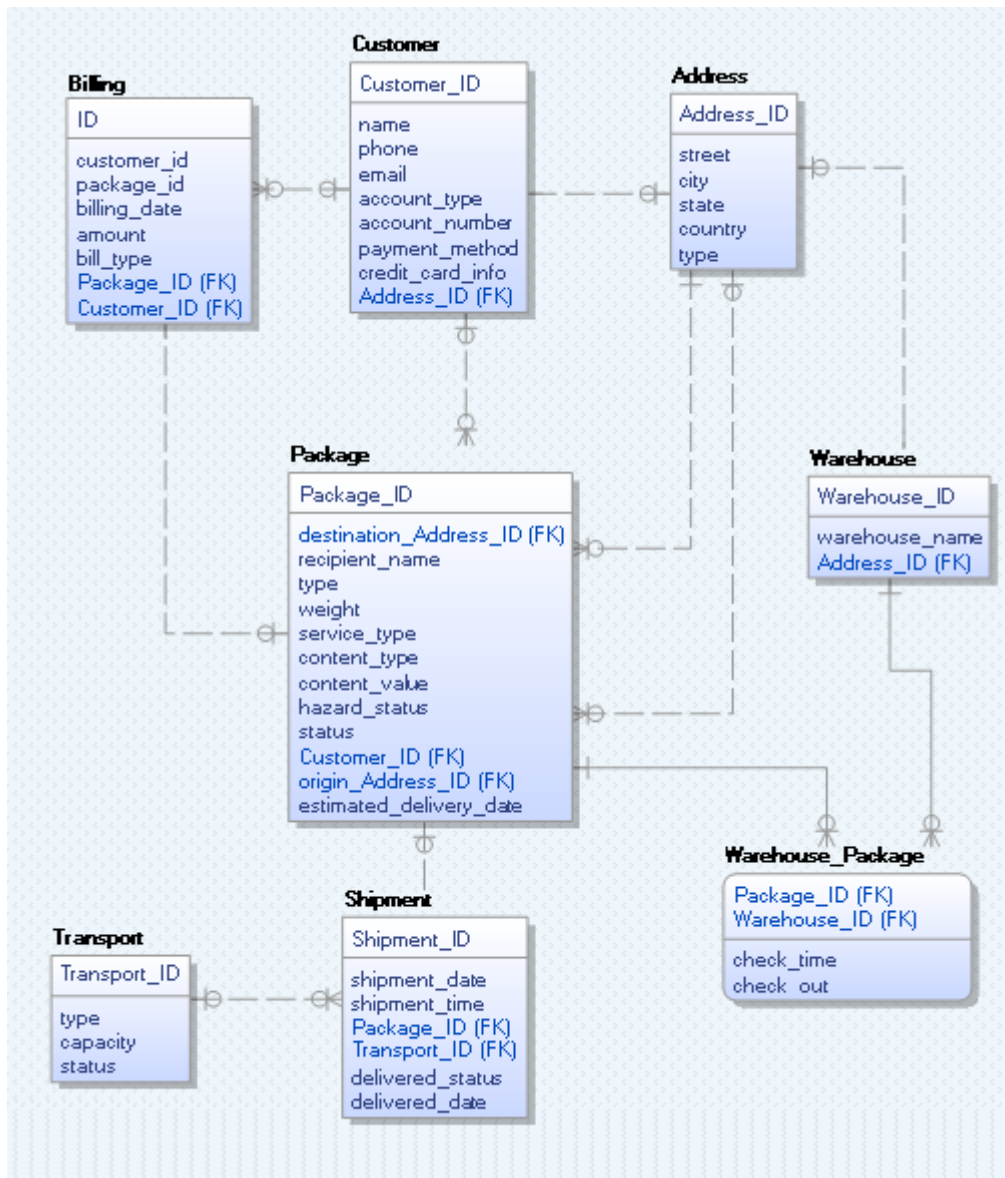 Customer
Customer_ID
name
phone
email
account_type
account_number
payment_method
credit_card_info
Address_ID (FK)
Billing
ID
customer_id
package_id
billing_date
amount
bill_type
Package_ID (FK)
Customer_ID (FK)
Address
Address_ID
street
city
state
country
type
Package
Package_ID
destination_Address_ID (FK)
recipient_name
type
weight
service_type
content_type
content_value
hazard_status
status
Customer_ID (FK)
origin_Address_ID (FK)
estimated_delivery_date
Warehouse
Warehouse_ID
warehouse_name
Address_ID (FK)
Warehouse_Package
Package_ID (FK)
Warehouse_ID (FK)
check_time
check_out
Shipment
Shipment_ID
shipment_date
shipment_time
Package_ID (FK)
Transport_ID (FK)
delivered_status
delivered_date
Transport
Transport_ID
type
capacity
status